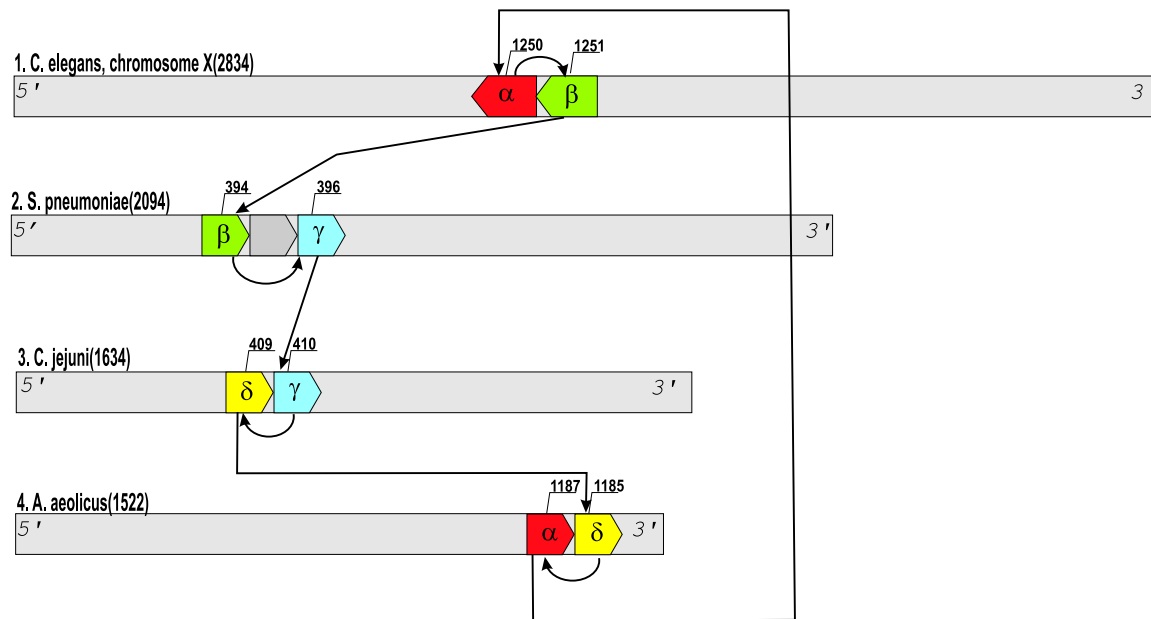 1250 1251
1. C. elegans, chromosome X(2834)
5' α β 3
394 396
2. S. pneumoniae(2094)
5' β γ 3'
409 410
3. C. jejuni(1634)
5' δ γ 3'
1187 1185
4. A. aeolicus(1522)
5' α δ 3'